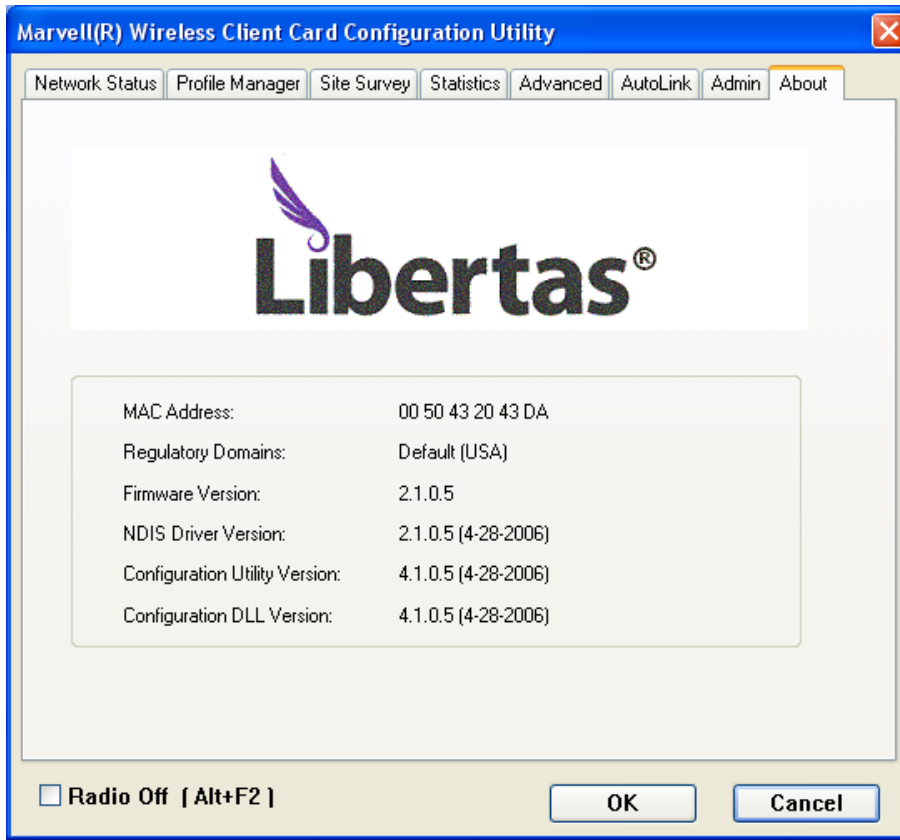 Marvell(R) Wireless Client Card Configuration Utility
Network Status Profile Manager Site Survey Statistics Advanced AutoLink Admin About
Libertas®
MAC Address: 00 50 43 20 43 DA
Regulatory Domains: Default (USA)
Firmware Version: 2.1.0.5
NDIS Driver Version: 2.1.0.5 (4-28-2006)
Configuration Utility Version: 4.1.0.5 (4-28-2006)
Configuration DLL Version: 4.1.0.5 (4-28-2006)
Radio Off [ Alt+F2 ] OK Cancel